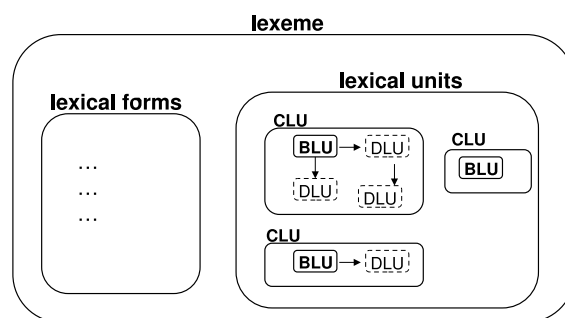 lexeme
lexical forms
…
…
…
lexical units
CLU
BLU DLU
DLU DLU
CLU
BLU
CLU
BLU DLU